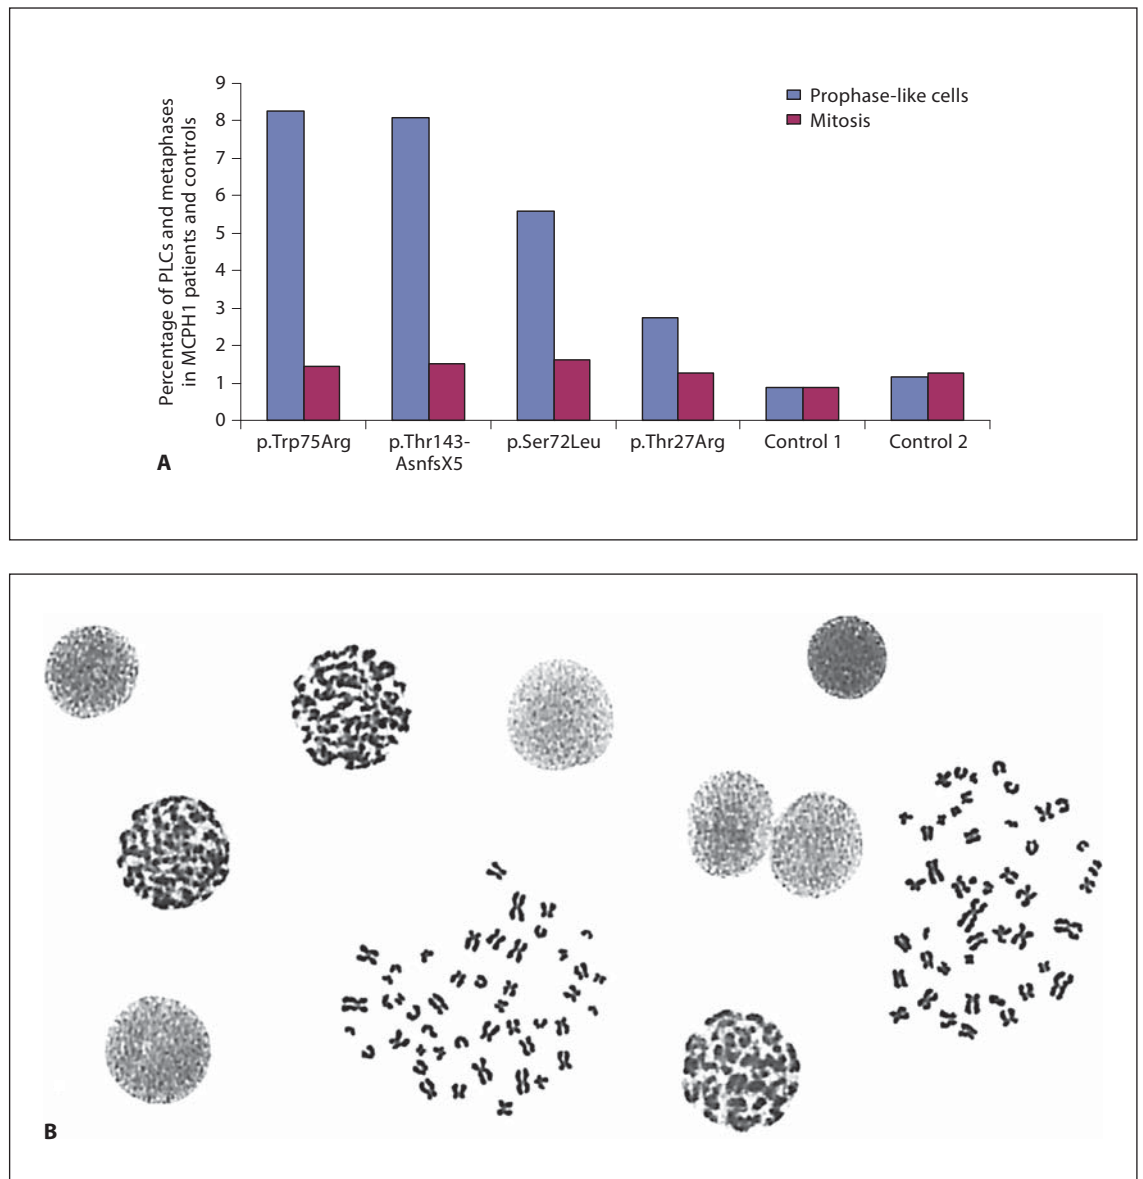 Percentage of PLCs and metaphases
in MCPH1 patients and controls
9
8
7
6
5
4
3
2
1
0
Prophase-like cells
Mitosis
p.Trp75Arg
p.Thr143-
AsnfsX5
p.Ser72Leu
p.Thr27Arg
Control 1
Control 2
A
B